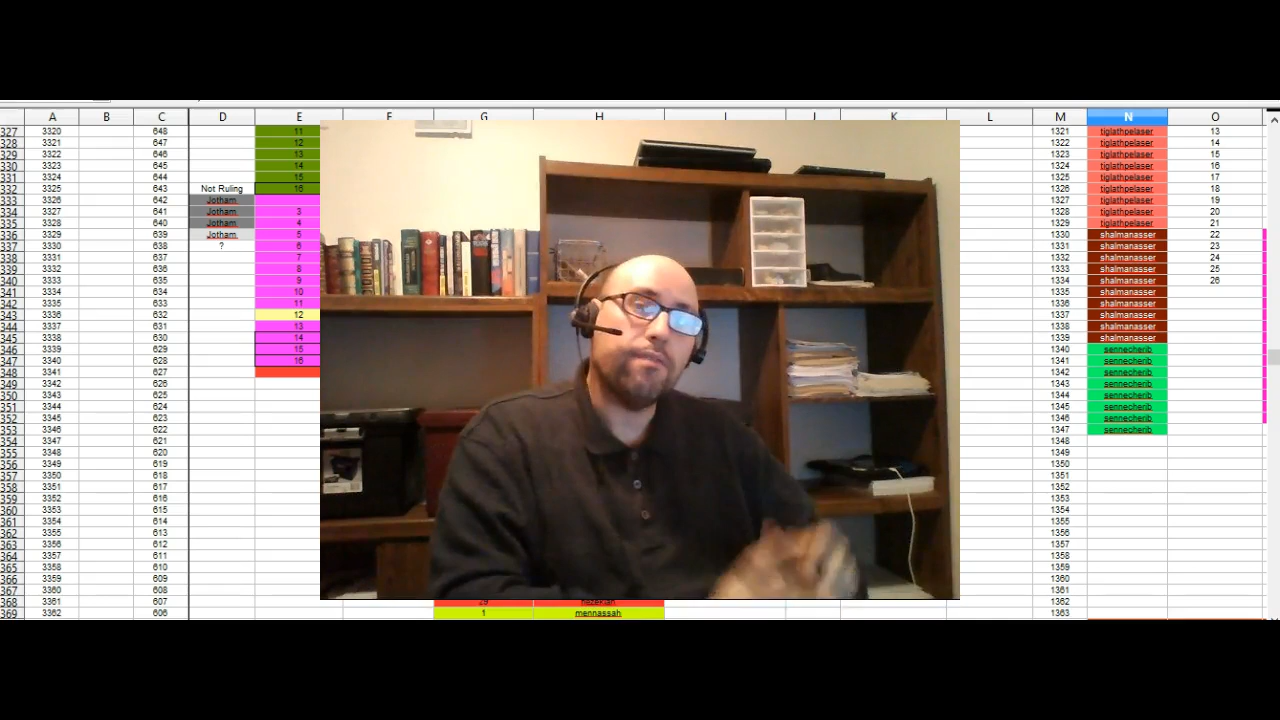 A B C D E F G H I J K L M N O
327 3320 648 11 1321 tiglathpelaser 13
328 3321 647 12 1322 tiglathpelaser 14
329 3322 646 13 1323 tiglathpelaser 15
330 3323 645 14 1324 tiglathpelaser 16
331 3324 644 15 1325 tiglathpelaser 17
332 3325 643 Not Ruling 16 1326 tiglathpelaser 18
333 3326 642 Jotham 1327 tiglathpelaser 19
334 3327 641 Jotham 3 1328 tiglathpelaser 20
335 3328 640 Jotham 4 1329 tiglathpelaser 21
336 3329 639 Jotham 5 1330 shalmanasser 22
337 3330 638 ? 6 1331 shalmanasser 23
338 3331 637 7 1332 shalmanasser 24
339 3332 636 8 1333 shalmanasser 25
340 3333 635 9 1334 shalmanasser 26
341 3334 634 10 1335 shalmanasser
342 3335 633 11 1336 shalmanasser
343 3336 632 12 1337 shalmanasser
344 3337 631 13 1338 shalmanasser
345 3338 630 14 1339 shalmanasser
346 3339 629 15 1340 sennecherib
347 3340 628 16 1341 sennecherib
348 3341 627 1342 sennecherib
349 3342 626 1343 sennecherib
350 3343 625 1344 sennecherib
351 3344 624 1345 sennecherib
352 3345 623 1346 sennecherib
353 3346 622 1347 sennecherib
354 3347 621 1348
355 3348 620 1349
356 3349 619 1350
357 3350 618 1351
358 3351 617 1352
359 3352 616 1353
360 3353 615 1354
361 3354 614 1355
362 3355 613 1356
363 3356 612 1357
364 3357 611 1358
365 3358 610 1359
366 3359 609 1360
367 3360 608 1361
368 3361 607 29 hezekiah 1362
369 3362 606 1 mennassah 1363